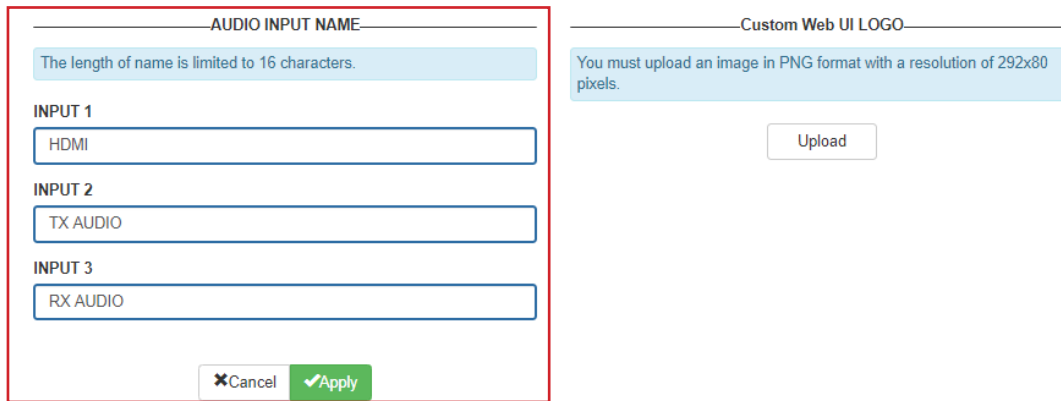 AUDIO INPUT NAME
The length of name is limited to 16 characters.
INPUT 1
HDMI
INPUT 2
TX AUDIO
INPUT 3
RX AUDIO
Cancel
Apply
Custom Web UI LOGO
You must upload an image in PNG format with a resolution of 292x80
pixels.
Upload